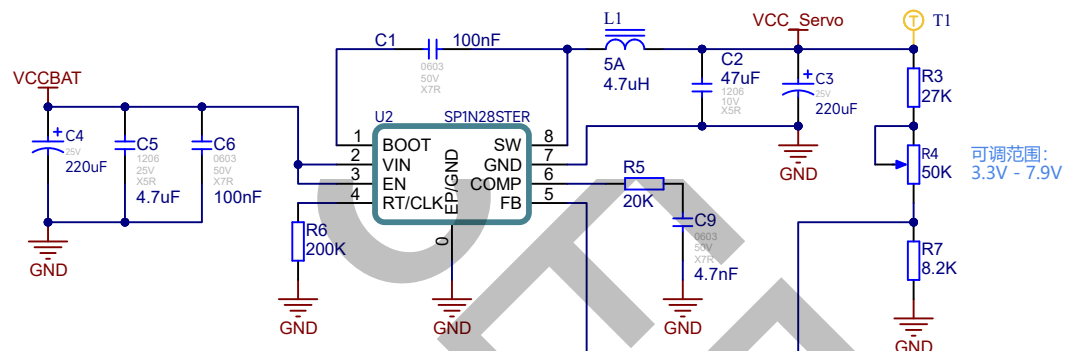 VCC_Servo
T1
C1
100nF
L1
5A
4.7uH
0603
50V
X7R
C2
47uF
1206
10V
X5R
C3
25V
220uF
R3
27K
VCCBAT
C4
25V
220uF
C5
1206
25V
X5R
4.7uF
C6
0603
50V
X7R
100nF
U2
SP1N28STER
1
BOOT
SW
8
2
VIN
GND
7
3
EN
COMP
6
4
RT/CLK
FB
5
EP/GND
0
R4
50K
可调范围：
3.3V - 7.9V
GND
R5
20K
C9
0603
50V
X7R
4.7nF
R6
200K
R7
8.2K
GND
GND
GND
GND
GND